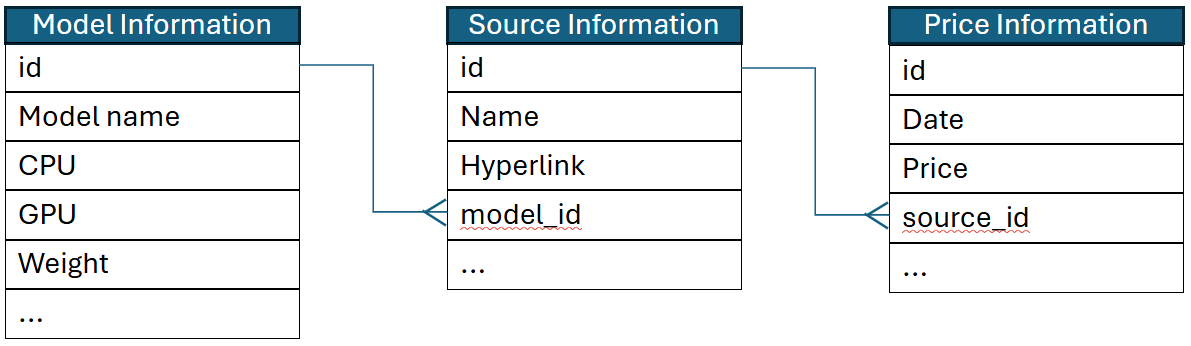 Model Information
id
Model name
CPU
GPU
Weight
...
Source Information
id
Name
Hyperlink
model_id
...
Price Information
id
Date
Price
source_id
...